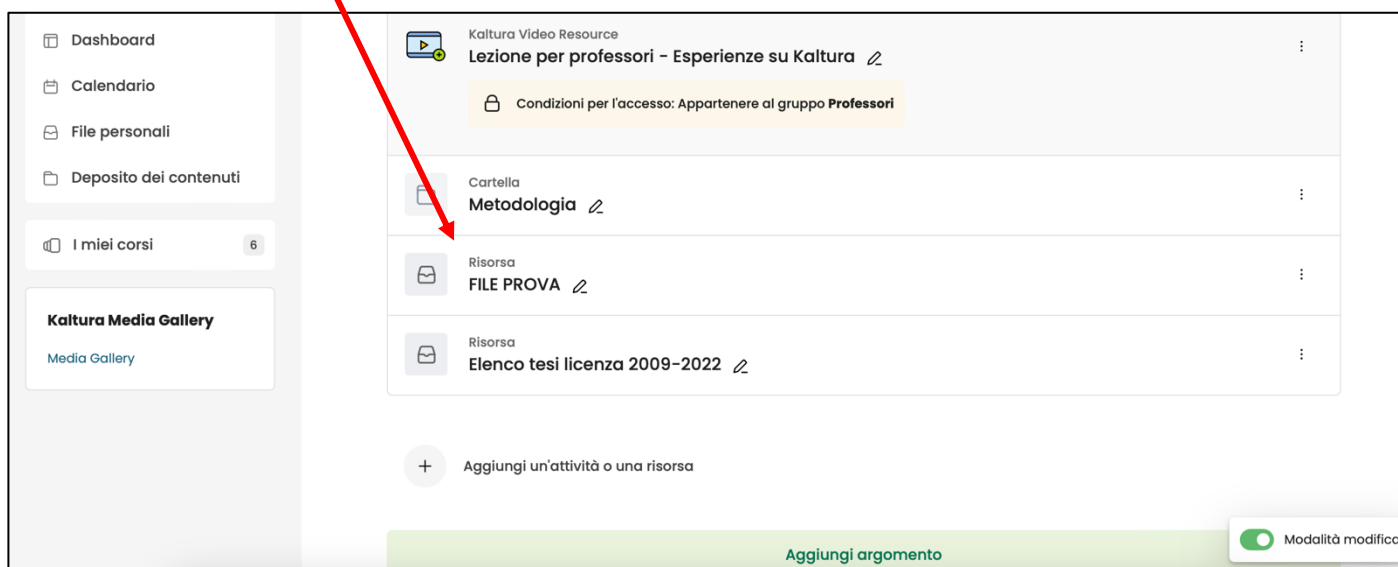 Dashboard
Calendario
File personali
Deposito dei contenuti
I miei corsi 6
Kaltura Media Gallery
Media Gallery
Kaltura Video Resource
Lezione per professori - Esperienze su Kaltura
Condizioni per l'accesso: Appartenere al gruppo Professori
Cartella
Metodologia
Risorsa
FILE PROVA
Risorsa
Elenco tesi licenza 2009-2022
Aggiungi un'attività o una risorsa
Aggiungi argomento
Modalità modifica